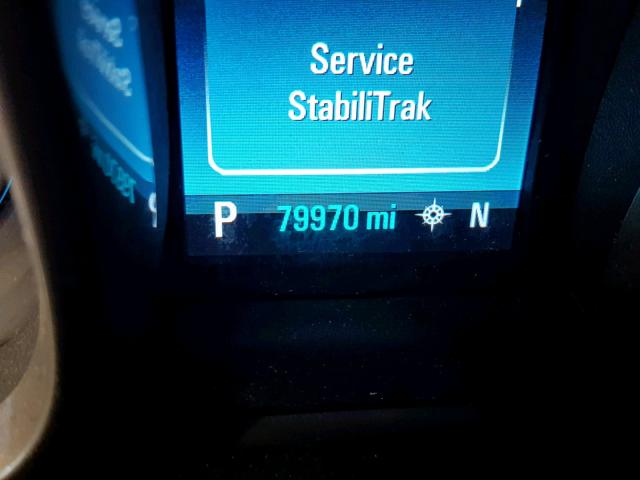 Service
StabiliTrak
P 79970 mi N